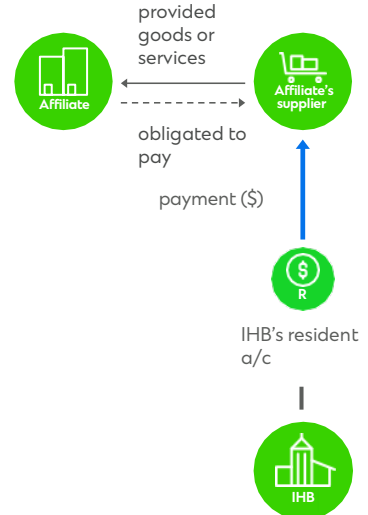 provided
goods or
services
Affiliate
Affiliate's
supplier
obligated to
pay
payment ($)
$
R
IHB's resident
a/c
IHB